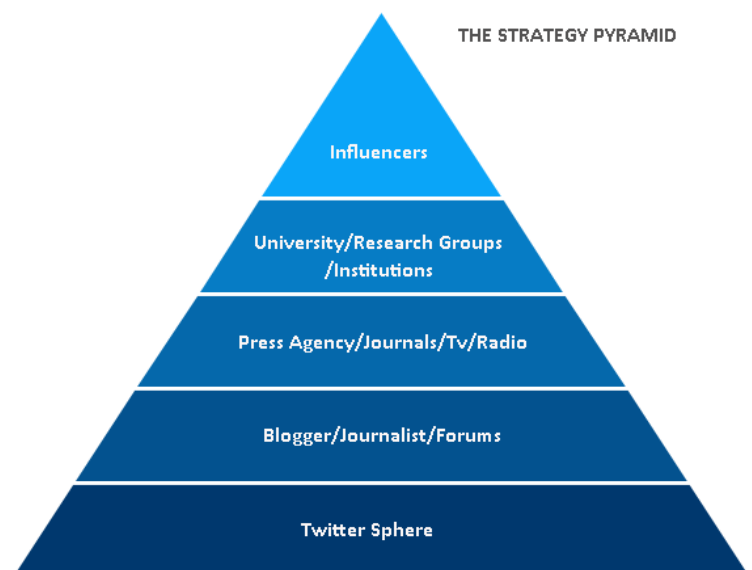 THE STRATEGY PYRAMID
Influencers
University/Research Groups
/Institutions
Press Agency/Journals/Tv/Radio
Blogger/Journalist/Forums
Twitter Sphere